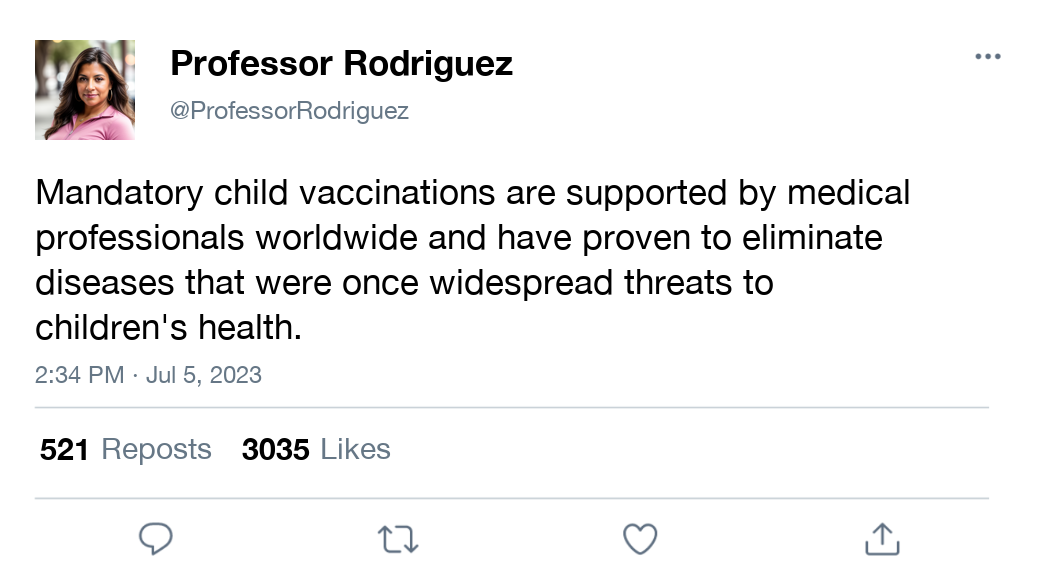 Professor Rodriguez
@ProfessorRodriguez
Mandatory child vaccinations are supported by medical
professionals worldwide and have proven to eliminate
diseases that were once widespread threats to
children's health.
2:34 PM · Jul 5, 2023
521 Reposts 3035 Likes